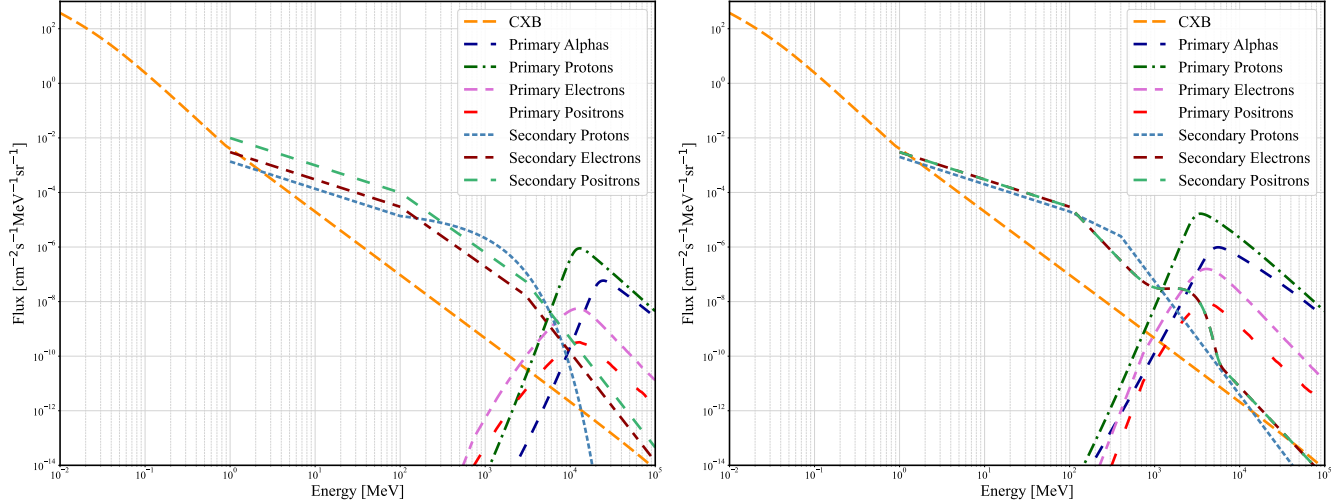 CXB
Primary Alphas
Primary Protons
Primary Electrons
Primary Positrons
Secondary Protons
Secondary Electrons
Secondary Positrons
Flux [cm⁻²s⁻¹MeV⁻¹sr⁻¹]
10²
10⁰
10⁻²
10⁻⁴
10⁻⁶
10⁻⁸
10⁻¹⁰
10⁻¹²
10⁻¹⁴
10⁻² 10⁻¹ 10⁰ 10¹ 10² 10³ 10⁴ 10⁵
Energy [MeV]
CXB
Primary Alphas
Primary Protons
Primary Electrons
Primary Positrons
Secondary Protons
Secondary Electrons
Secondary Positrons
Flux [cm⁻²s⁻¹MeV⁻¹sr⁻¹]
10²
10⁰
10⁻²
10⁻⁴
10⁻⁶
10⁻⁸
10⁻¹⁰
10⁻¹²
10⁻¹⁴
10⁻² 10⁻¹ 10⁰ 10¹ 10² 10³ 10⁴ 10⁵
Energy [MeV]